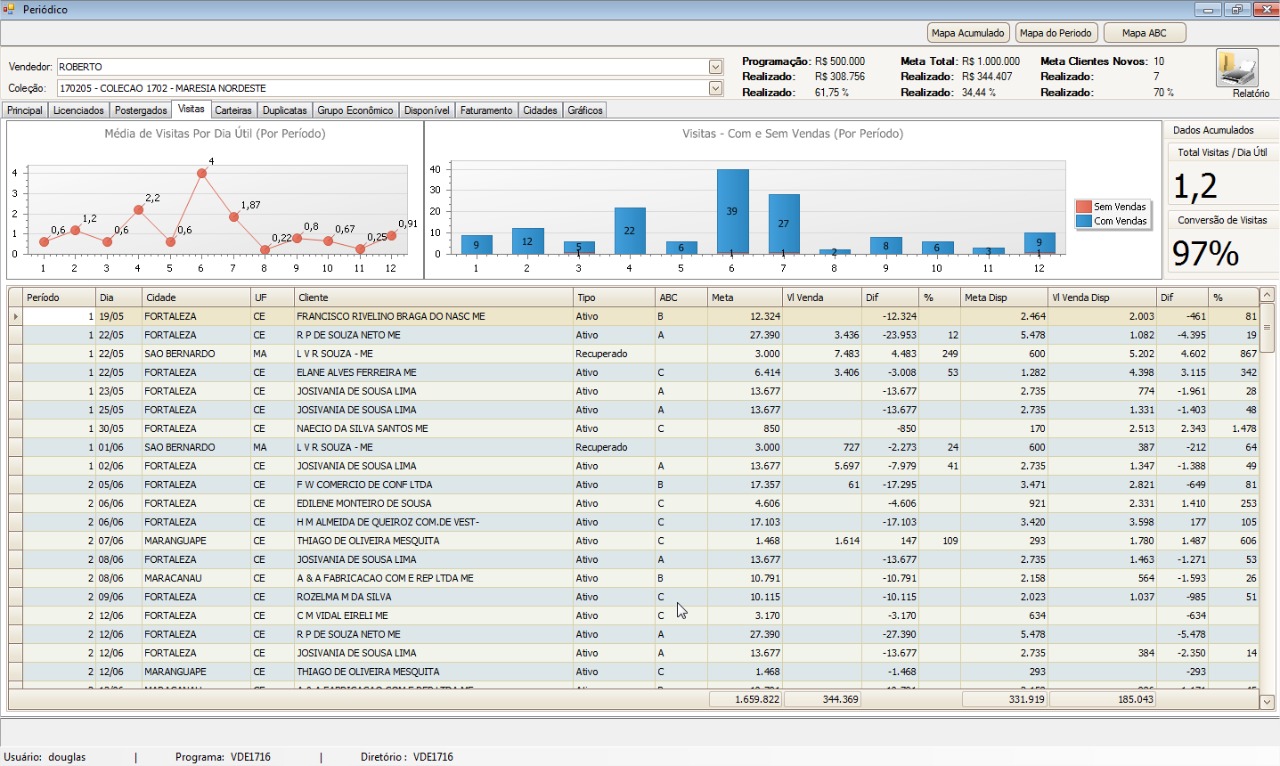 Periódico
Mapa Acumulado Mapa do Periodo Mapa ABC
Vendedor: ROBERTO
Coleção: 170205 - COLECAO 1702 - MARESIA NORDESTE
Programação: R$ 500.000 Meta Total: R$ 1.000.000 Meta Clientes Novos: 10
Realizado: R$ 308.756 Realizado: R$ 344.407 Realizado: 7
Realizado: 61,75 % Realizado: 34,44 % Realizado: 70 %
Relatório
Principal Licenciados Postergados Visitas Carteiras Duplicatas Grupo Econômico Disponível Faturamento Cidades Gráficos
Média de Visitas Por Dia Útil (Por Período)
4
3
2
1
0
0,6 1,2 0,6 2,2 0,6 4 1,87 0,22 0,8 0,67 0,25 0,91
1 2 3 4 5 6 7 8 9 10 11 12
Visitas - Com e Sem Vendas (Por Período)
40
30
20
10
0
9 12 5 22 6 39 27 2 8 6 3 9
1 1 1 1
1 2 3 4 5 6 7 8 9 10 11 12
Sem Vendas
Com Vendas
Dados Acumulados
Total Visitas / Dia Útil
1,2
Conversão de Visitas
97%
Período Dia Cidade UF Cliente Tipo ABC Meta Vl Venda Dif % Meta Disp Vl Venda Disp Dif %
1 19/05 FORTALEZA CE FRANCISCO RIVELINO BRAGA DO NASC ME Ativo B 12.324 -12.324 2.464 2.003 -461 81
1 22/05 FORTALEZA CE R P DE SOUZA NETO ME Ativo A 27.390 3.436 -23.953 12 5.478 1.082 -4.395 19
1 22/05 SAO BERNARDO MA L V R SOUZA - ME Recuperado 3.000 7.483 4.483 249 600 5.202 4.602 867
1 22/05 FORTALEZA CE ELANE ALVES FERREIRA ME Ativo C 6.414 3.406 -3.008 53 1.282 4.398 3.115 342
1 23/05 FORTALEZA CE JOSIVANIA DE SOUSA LIMA Ativo A 13.677 -13.677 2.735 774 -1.961 28
1 25/05 FORTALEZA CE JOSIVANIA DE SOUSA LIMA Ativo A 13.677 -13.677 2.735 1.331 -1.403 48
1 30/05 FORTALEZA CE NAECIO DA SILVA SANTOS ME Ativo C 850 -850 170 2.513 2.343 1.478
1 01/06 SAO BERNARDO MA L V R SOUZA - ME Recuperado 3.000 727 -2.273 24 600 387 -212 64
1 02/06 FORTALEZA CE JOSIVANIA DE SOUSA LIMA Ativo A 13.677 5.697 -7.979 41 2.735 1.347 -1.388 49
2 05/06 FORTALEZA CE F W COMERCIO DE CONF LTDA Ativo B 17.357 61 -17.295 3.471 2.821 -649 81
2 06/06 FORTALEZA CE EDILENE MONTEIRO DE SOUSA Ativo C 4.606 -4.606 921 2.331 1.410 253
2 06/06 FORTALEZA CE H M ALMEIDA DE QUEIROZ COM.DE VEST- Ativo C 17.103 -17.103 3.420 3.598 177 105
2 07/06 MARANGUAPE CE THIAGO DE OLIVEIRA MESQUITA Ativo C 1.468 1.614 147 109 293 1.780 1.487 606
2 08/06 FORTALEZA CE JOSIVANIA DE SOUSA LIMA Ativo A 13.677 -13.677 2.735 1.463 -1.271 53
2 08/06 MARACANAU CE A & A FABRICACAO COM E REP LTDA ME Ativo B 10.791 -10.791 2.158 564 -1.593 26
2 09/06 FORTALEZA CE ROZELMA M DA SILVA Ativo C 10.115 -10.115 2.023 1.037 -985 51
2 12/06 FORTALEZA CE C M VIDAL EIRELI ME Ativo C 3.170 -3.170 634 -634
2 12/06 FORTALEZA CE R P DE SOUZA NETO ME Ativo A 27.390 -27.390 5.478 -5.478
2 12/06 FORTALEZA CE JOSIVANIA DE SOUSA LIMA Ativo A 13.677 -13.677 2.735 384 -2.350 14
2 12/06 MARANGUAPE CE THIAGO DE OLIVEIRA MESQUITA Ativo C 1.468 -1.468 293 -293
1.659.822 344.369 331.919 185.043
Usuário: douglas | Programa: VDE1716 | Diretório : VDE1716